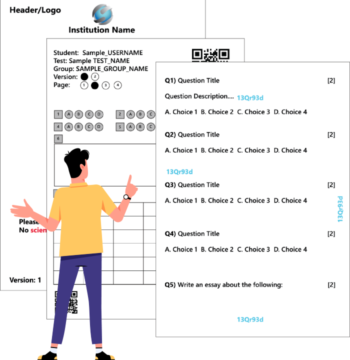 Header/Logo
Institution Name
Student: Sample_USERNAME
Test: Sample TEST_NAME
Group: SAMPLE_GROUP_NAME
Version:
Page:
Please
No scien
Version: 1
Q1) Question Title [2]
Question Description.... 13Qr93d
A. Choice 1 B. Choice 2 C. Choice 3 D. Choice 4
Q2) Question Title [2]
A. Choice 1 B. Choice 2 C. Choice 3 D. Choice 4
13Qr93d
Q3) Question Title [2]
A. Choice 1 B. Choice 2 C. Choice 3 D. Choice 4
13Qr93d
Q4) Question Title [2]
A. Choice 1 B. Choice 2 C. Choice 3 D. Choice 4
Q5) Write an essay about the following: [2]
13Qr93d